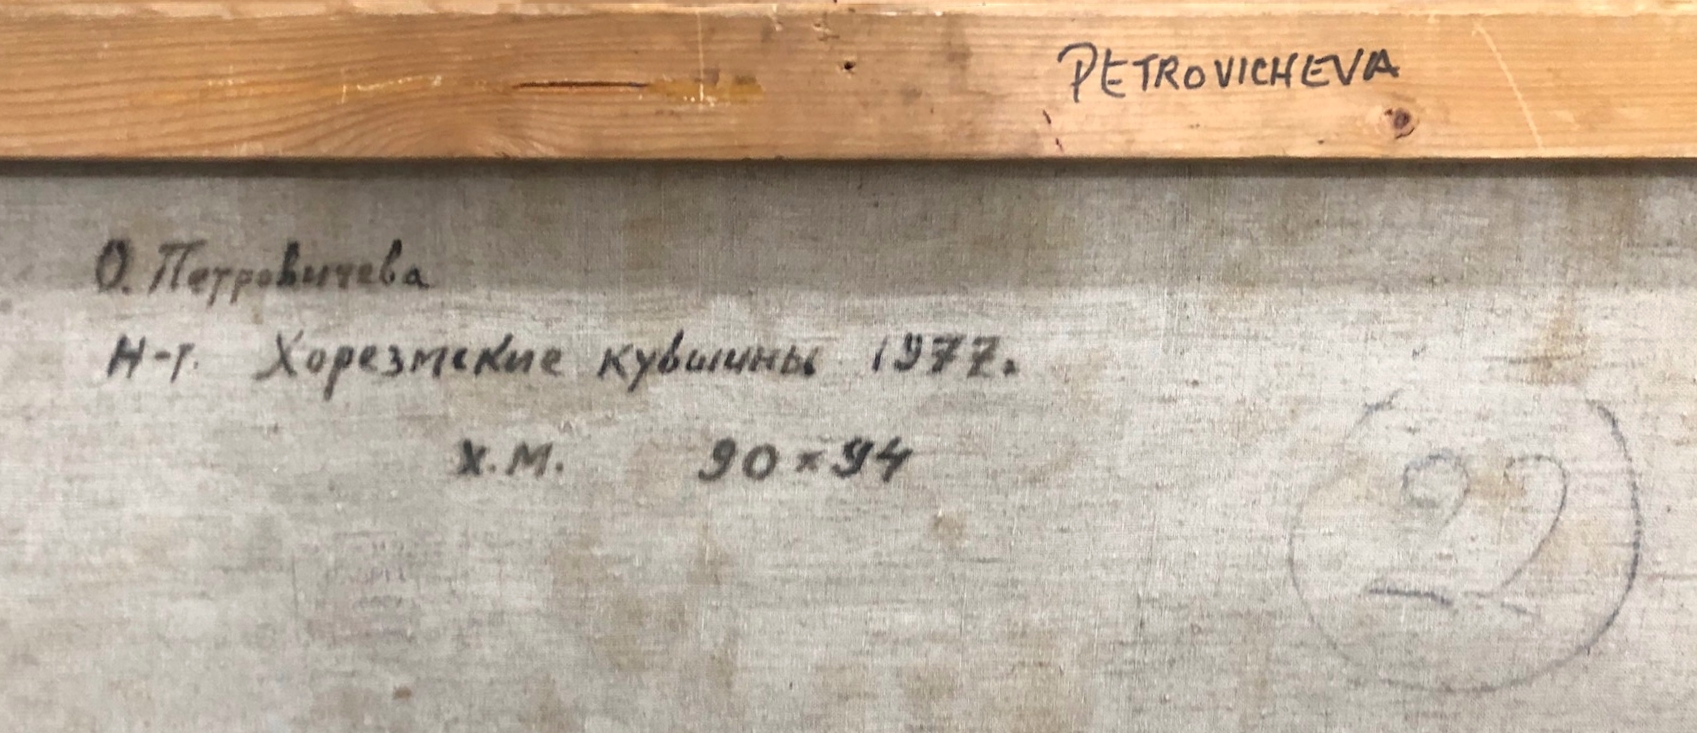 PETROVICHEVA
О. Петровичева
Н-т. Хорезмские кувшины 1977.
х.м. 90×94
22